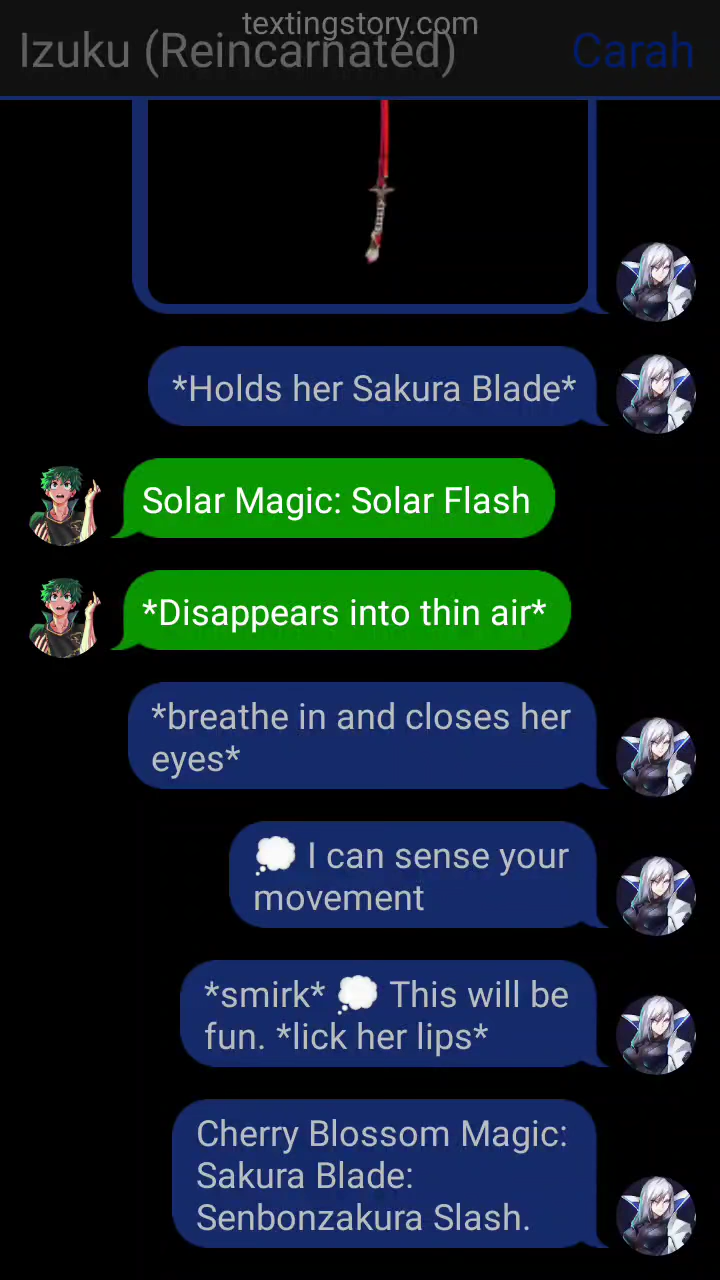 textingstory.com
Izuku (Reincarnated)
Carah
*Holds her Sakura Blade*
Solar Magic: Solar Flash
*Disappears into thin air*
*breathe in and closes her
eyes*
💭 I can sense your
movement
*smirk* 💭 This will be
fun. *lick her lips*
Cherry Blossom Magic:
Sakura Blade:
Senbonzakura Slash.